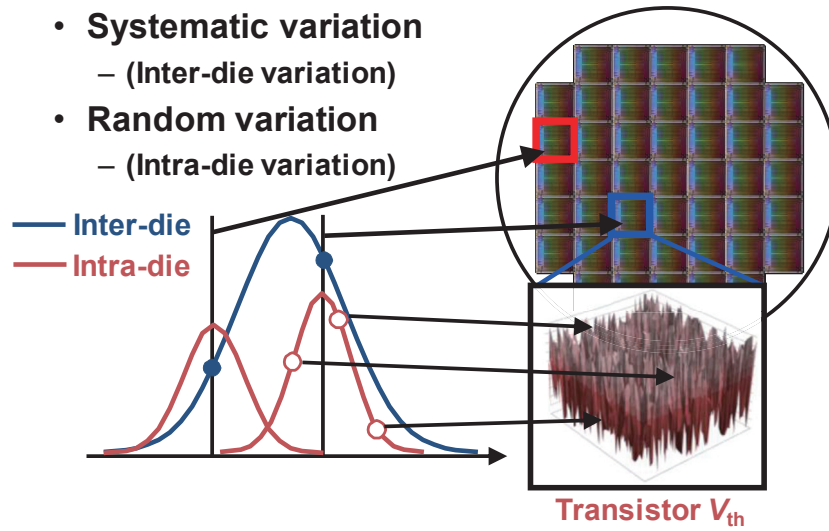 • Systematic variation
– (Inter-die variation)
• Random variation
– (Intra-die variation)
Inter-die
Intra-die
Transistor Vth